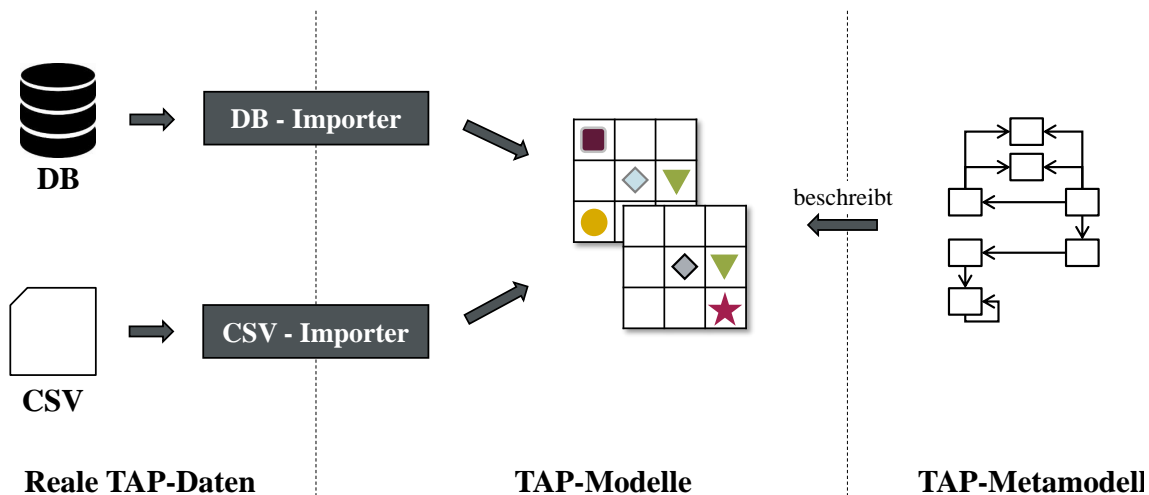 DB
DB - Importer
beschreibt
CSV - Importer
CSV
Reale TAP-Daten
TAP-Modelle
TAP-Metamodell